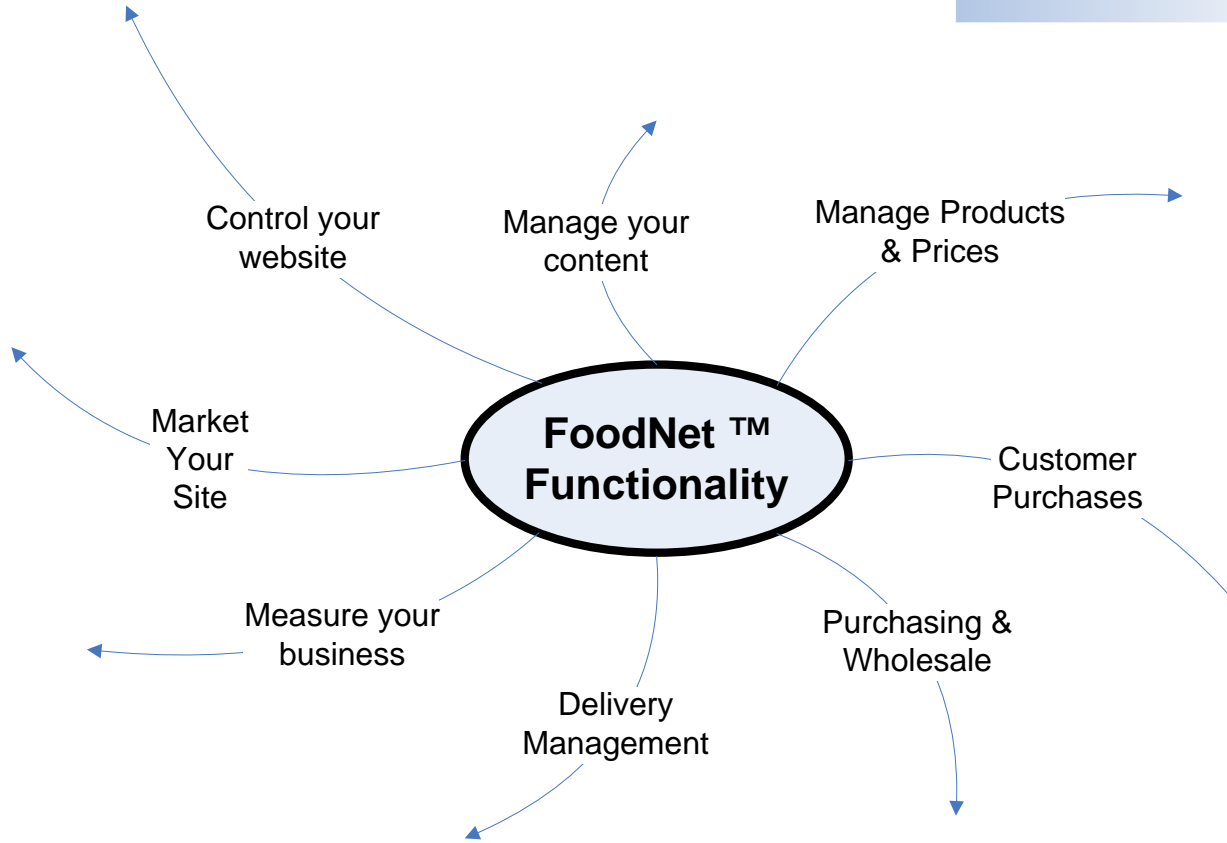 Control your
website
Manage your
content
Manage Products
& Prices
Market
Your
Site
FoodNet ™
Functionality
Customer
Purchases
Measure your
business
Purchasing &
Wholesale
Delivery
Management